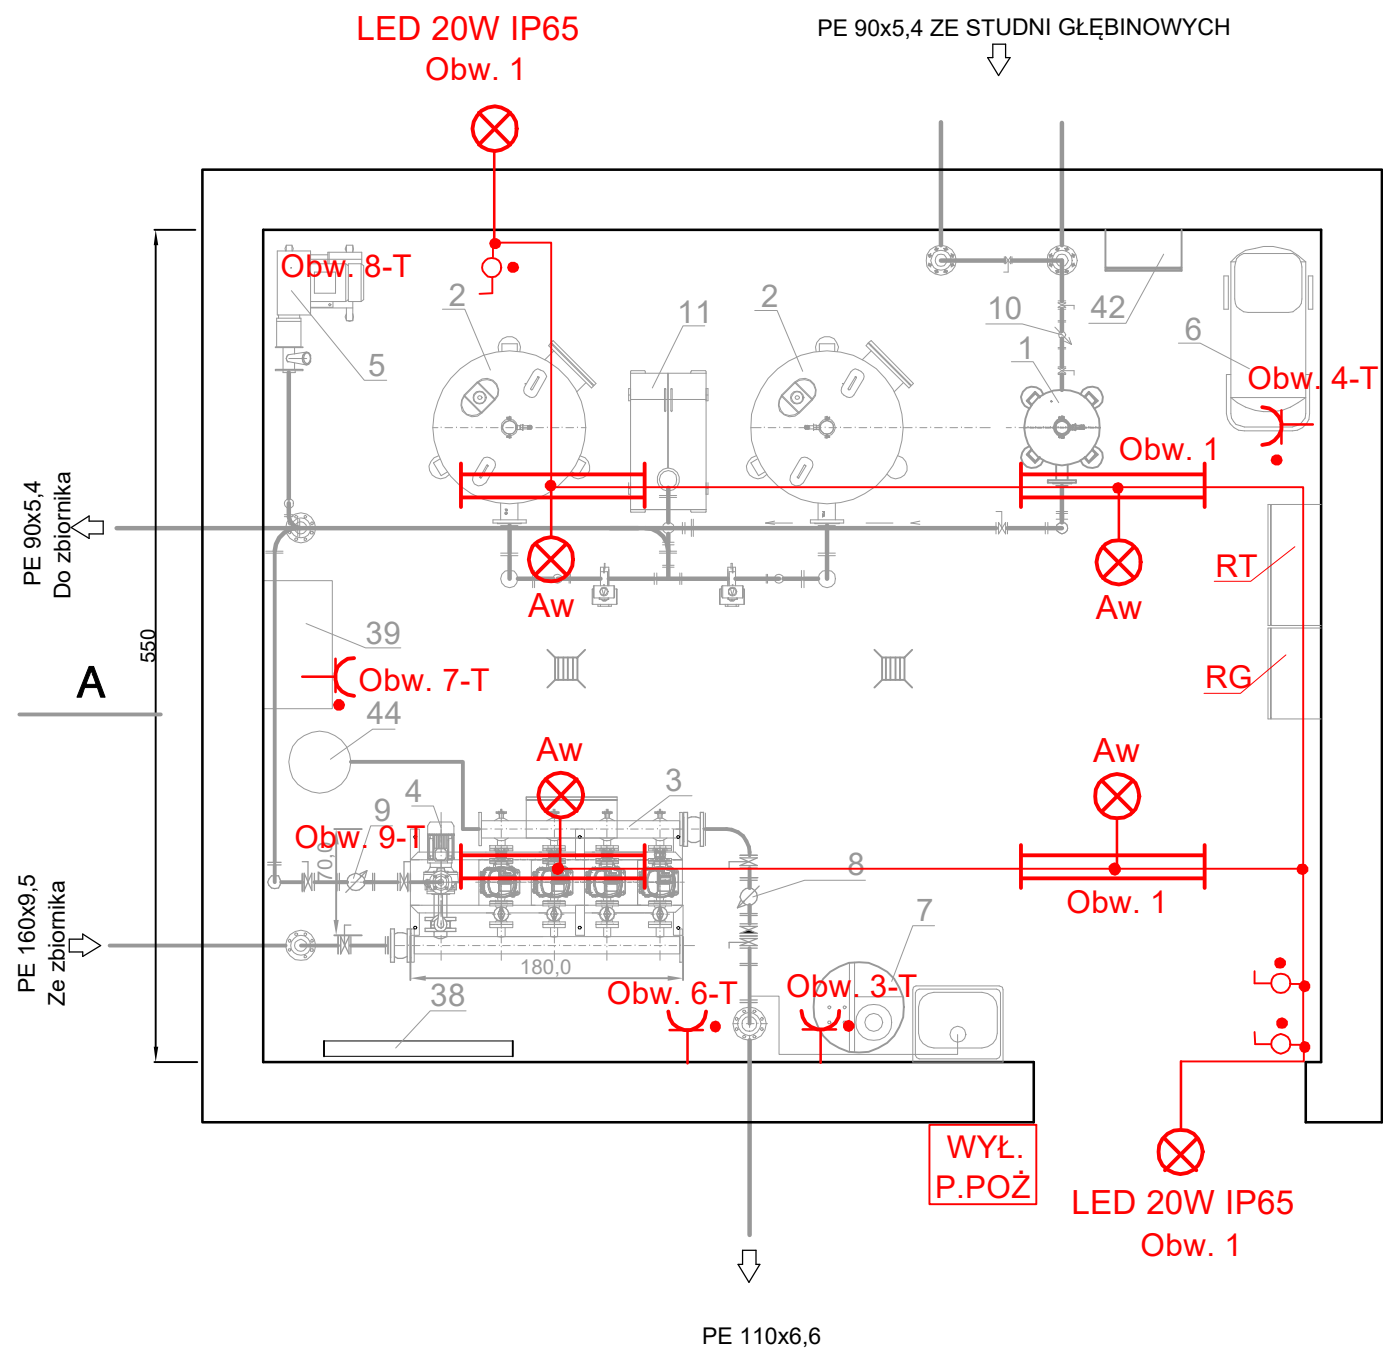 LED 20W IP65
Obw. 1
PE 90x5,4 ZE STUDNI GŁĘBINOWYCH
Obw. 8-T
5
2
11
2
10
1
42
6
Obw. 4-T
Obw. 1
PE 90x5,4
Do zbiornika
Aw
Aw
RT
RG
550
A
39
Obw. 7-T
44
Aw
Aw
4
3
9
Obw. 9-T
70,0
8
Obw. 1
7
PE 160x9,5
Ze zbiornika
180,0
38
Obw. 6-T
Obw. 3-T
WYŁ.
P.POŻ
LED 20W IP65
Obw. 1
PE 110x6,6